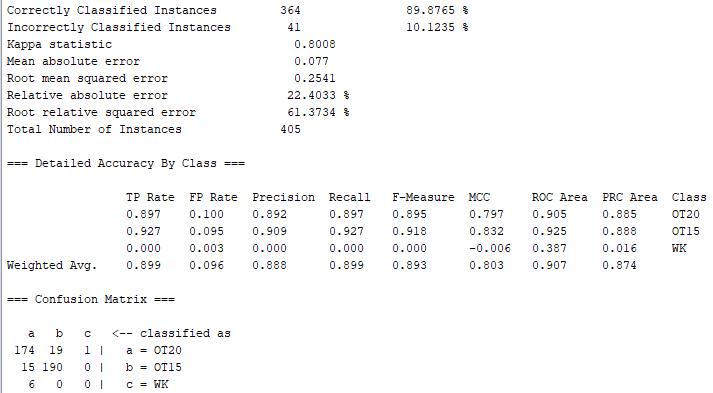 Correctly Classified Instances 364 89.8765 %
Incorrectly Classified Instances 41 10.1235 %
Kappa statistic 0.8008
Mean absolute error 0.077
Root mean squared error 0.2541
Relative absolute error 22.4033 %
Root relative squared error 61.3734 %
Total Number of Instances 405
=== Detailed Accuracy By Class ===
TP Rate FP Rate Precision Recall F-Measure MCC ROC Area PRC Area Class
0.897 0.100 0.892 0.897 0.895 0.797 0.905 0.885 OT20
0.927 0.095 0.909 0.927 0.918 0.832 0.925 0.888 OT15
0.000 0.003 0.000 0.000 0.000 -0.006 0.387 0.016 WK
Weighted Avg. 0.899 0.096 0.888 0.899 0.893 0.803 0.907 0.874
=== Confusion Matrix ===
a b c <-- classified as
174 19 1 | a = OT20
15 190 0 | b = OT15
6 0 0 | c = WK